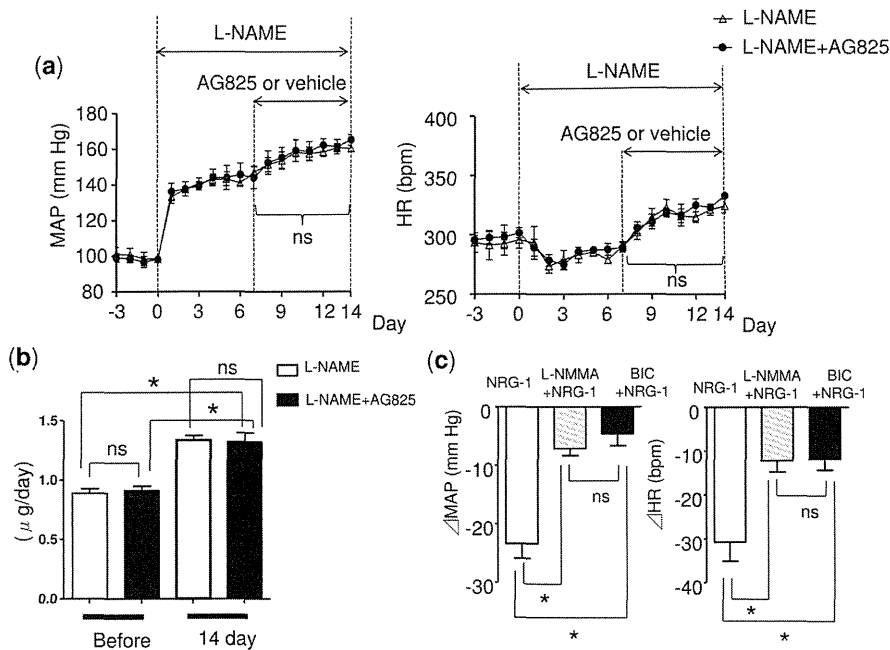 L-NAME
L-NAME+AG825
(a)
L-NAME
AG825 or vehicle
MAP (mm Hg)
180
160
140
120
100
80
ns
-3 0 3 6 9 12 14
Day
L-NAME
AG825 or vehicle
HR (bpm)
400
350
300
250
ns
-3 0 3 6 9 12 14
Day
(b)
L-NAME
L-NAME+AG825
(μg/day)
1.5
1.0
0.5
0.0
ns
*
*
ns
Before
14 day
(c)
NRG-1
L-NMMA +NRG-1
BIC +NRG-1
⊿MAP (mm Hg)
0
-10
-20
-30
ns
*
*
NRG-1
L-NMMA +NRG-1
BIC +NRG-1
⊿HR (bpm)
0
-10
-20
-30
-40
ns
*
*